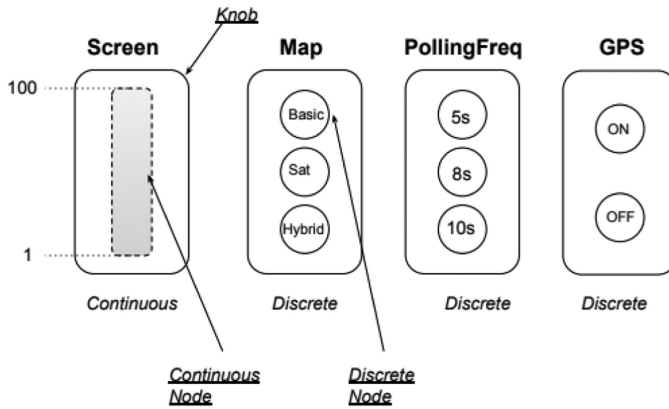 Knob
Screen Map PollingFreq GPS
100
Basic 5s ON
Sat 8s
Hybrid 10s OFF
1
Continuous Discrete Discrete Discrete
Continuous Discrete
Node Node